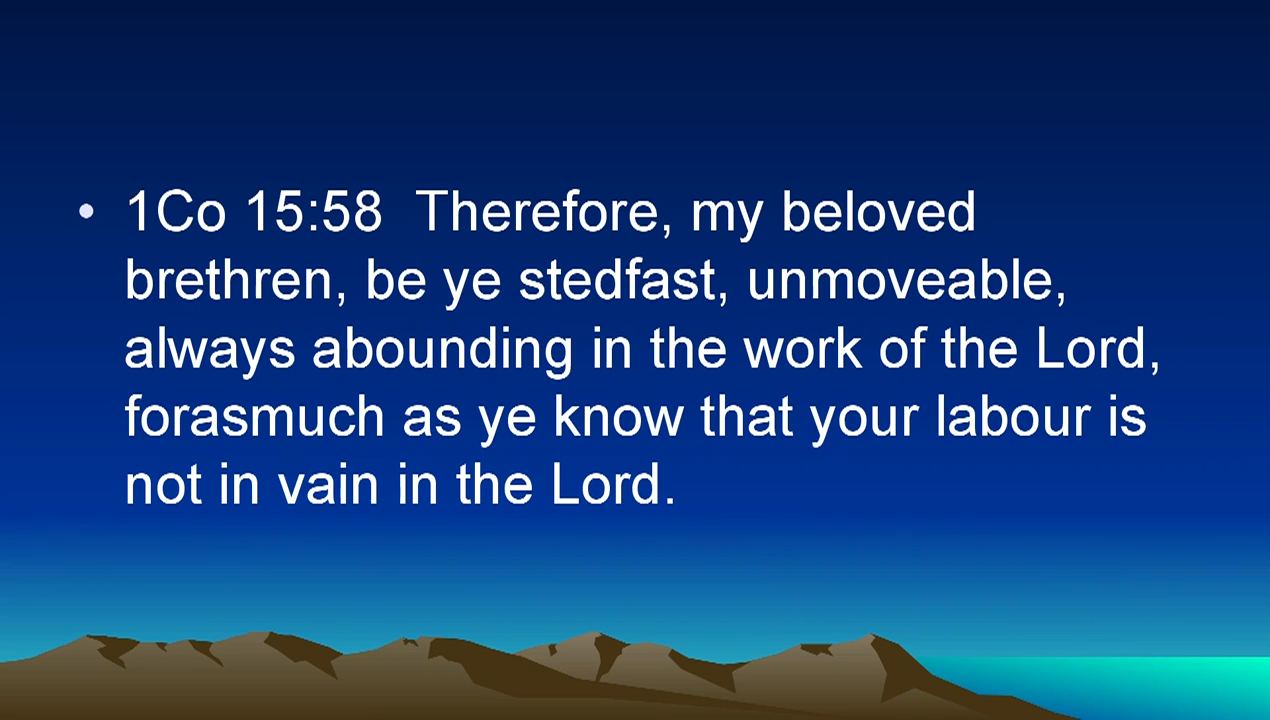 • 1Co 15:58  Therefore, my beloved
brethren, be ye stedfast, unmoveable,
always abounding in the work of the Lord,
forasmuch as ye know that your labour is
not in vain in the Lord.